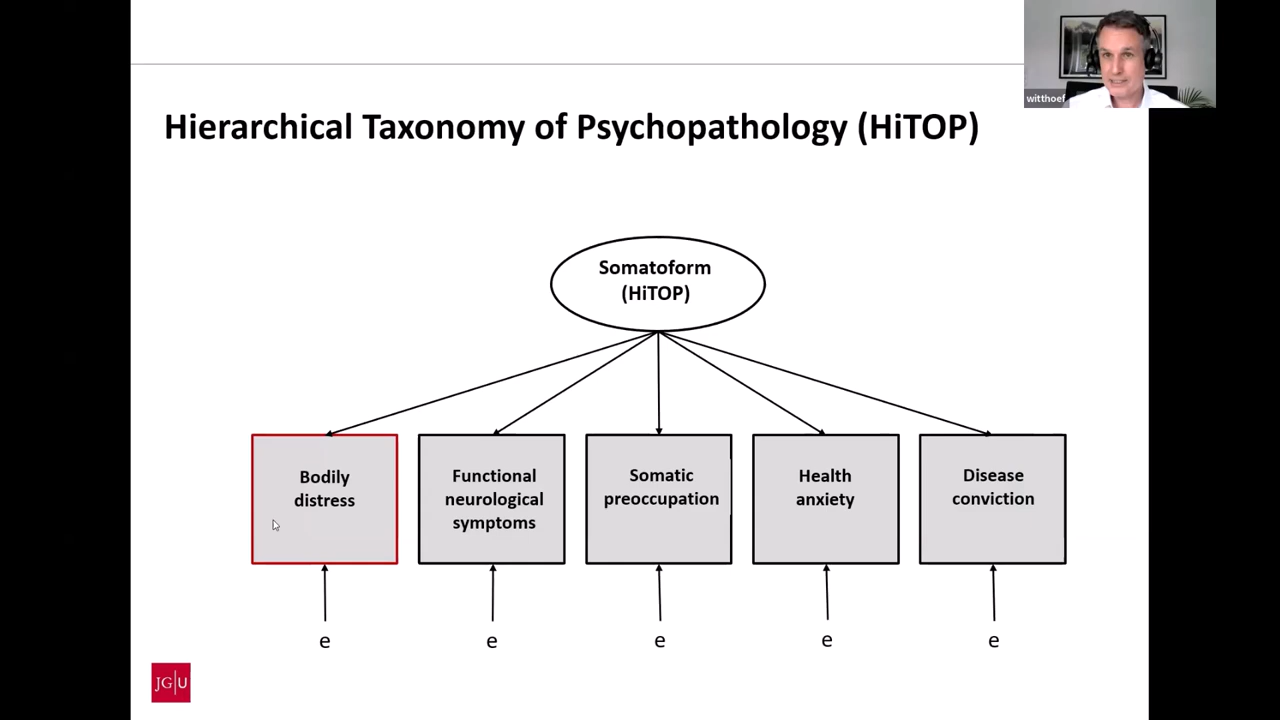 witthoef
Hierarchical Taxonomy of Psychopathology (HiTOP)
Somatoform
(HiTOP)
Bodily
distress
Functional
neurological
symptoms
Somatic
preoccupation
Health
anxiety
Disease
conviction
e
e
e
e
e
JG|U